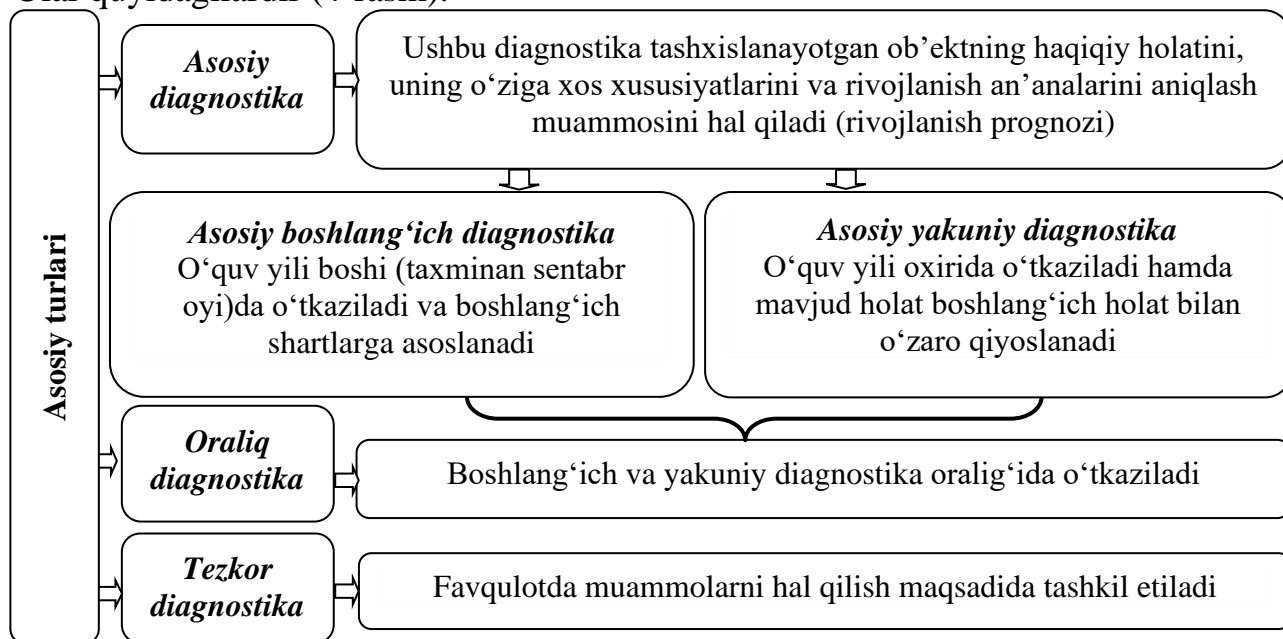 Asosiy turlari
Asosiy
diagnostika
Ushbu diagnostika tashxislanayotgan ob’ektning haqiqiy holatini,
uning o‘ziga xos xususiyatlarini va rivojlanish an’analarini aniqlash
muammosini hal qiladi (rivojlanish prognozi)
Asosiy boshlang‘ich diagnostika
O‘quv yili boshi (taxminan sentabr
oyi)da o‘tkaziladi va boshlang‘ich
shartlarga asoslanadi
Asosiy yakuniy diagnostika
O‘quv yili oxirida o‘tkaziladi hamda
mavjud holat boshlang‘ich holat bilan
o‘zaro qiyoslanadi
Oraliq
diagnostika
Boshlang‘ich va yakuniy diagnostika oralig‘ida o‘tkaziladi
Tezkor
diagnostika
Favqulotda muammolarni hal qilish maqsadida tashkil etiladi